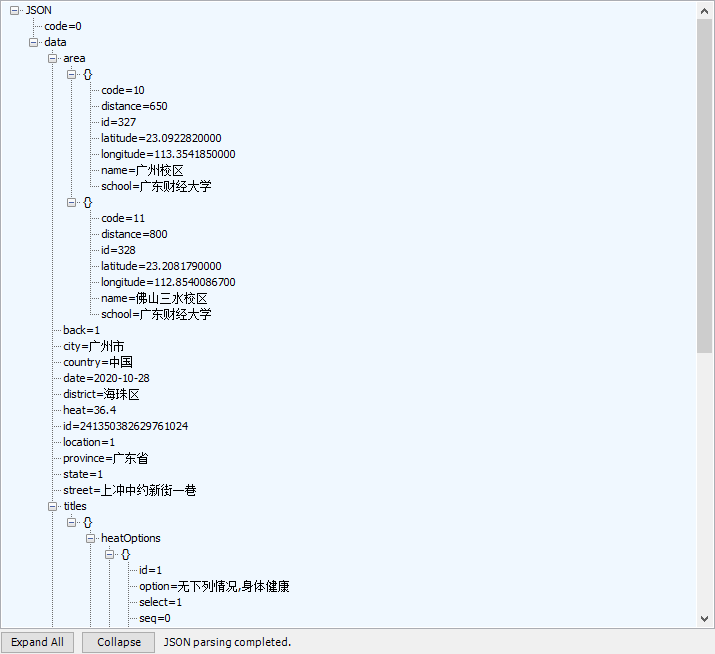 JSON
code=0
data
area
{}
code=10
distance=650
id=327
latitude=23.0922820000
longitude=113.3541850000
name=广州校区
school=广东财经大学
{}
code=11
distance=800
id=328
latitude=23.2081790000
longitude=112.8540086700
name=佛山三水校区
school=广东财经大学
back=1
city=广州市
country=中国
date=2020-10-28
district=海珠区
heat=36.4
id=241350382629761024
location=1
province=广东省
state=1
street=上冲中约新街一巷
titles
{}
heatOptions
{}
id=1
option=无下列情况,身体健康
select=1
seq=0
Expand All Collapse JSON parsing completed.